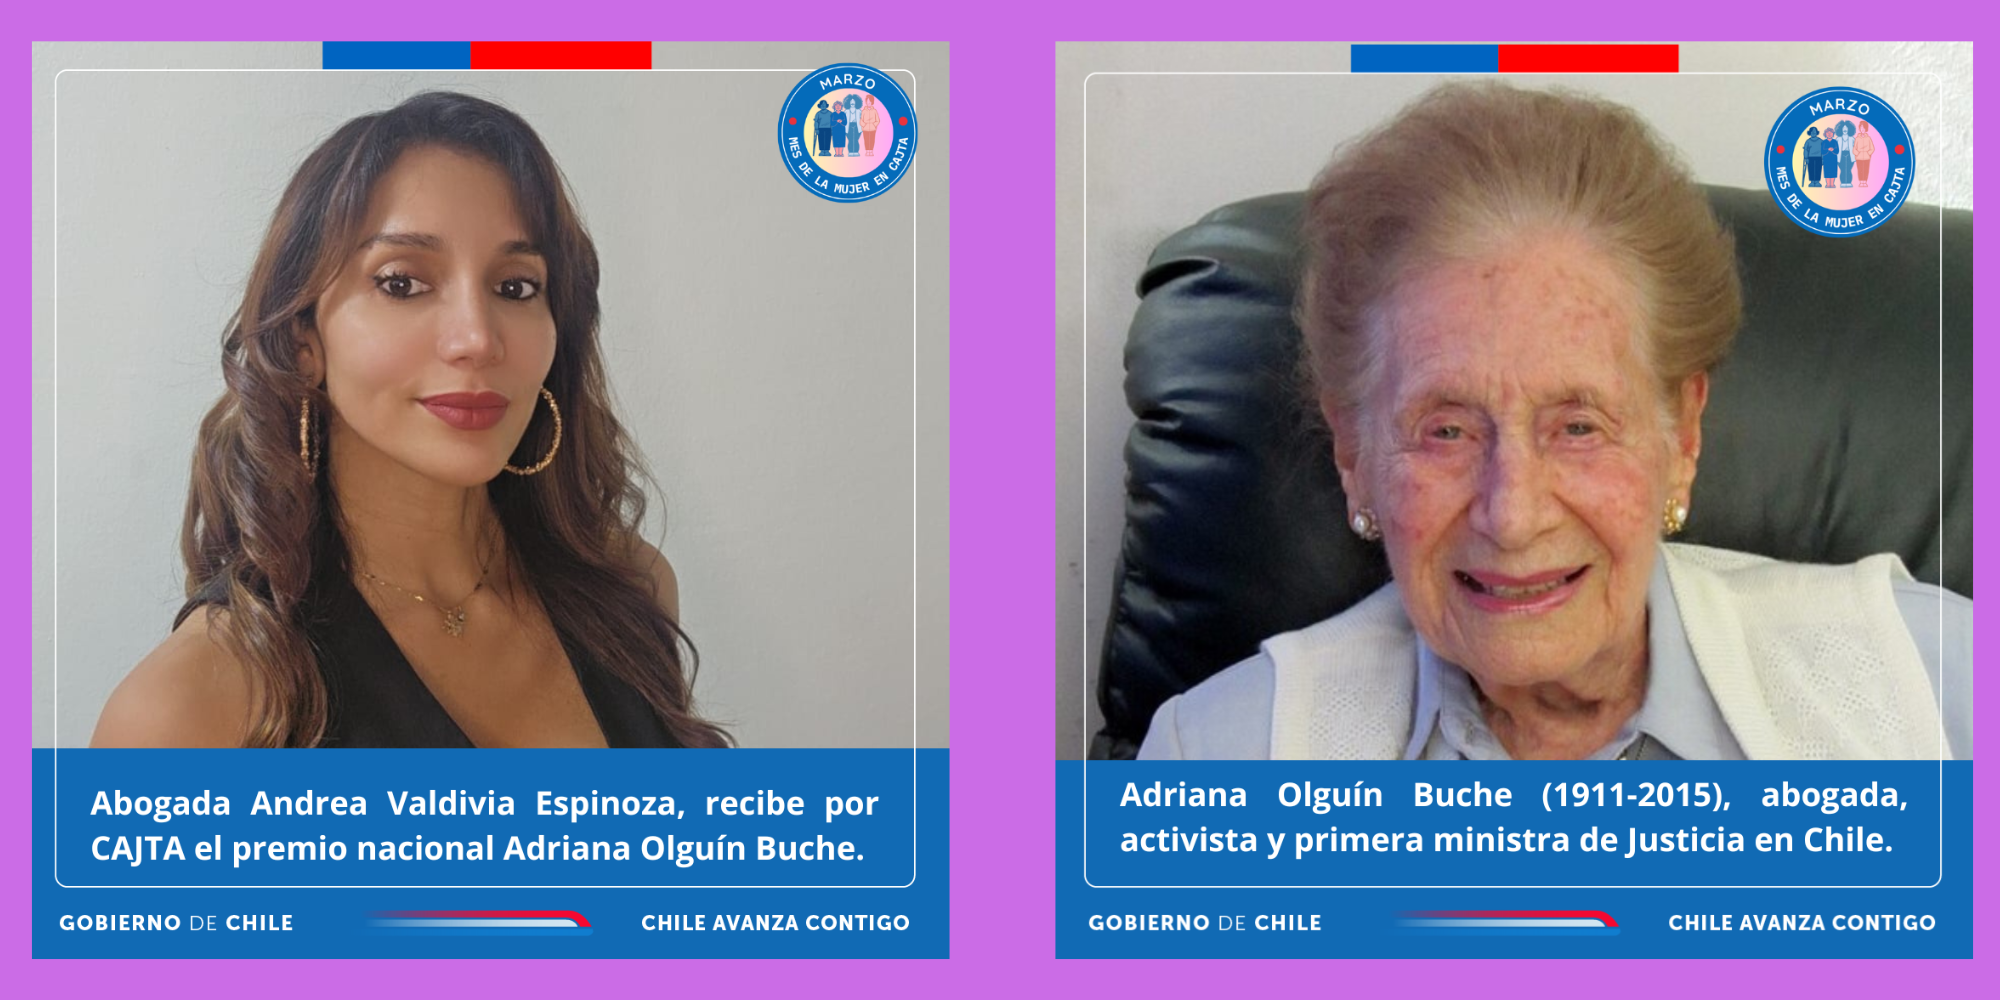 MARZO
MES DE LA MUJER EN CAJTA
Abogada Andrea Valdivia Espinoza, recibe por
CAJTA el premio nacional Adriana Olguín Buche.
GOBIERNO DE CHILE
CHILE AVANZA CONTIGO
MARZO
MES DE LA MUJER EN CAJTA
Adriana Olguín Buche (1911-2015), abogada,
activista y primera ministra de Justicia en Chile.
GOBIERNO DE CHILE
CHILE AVANZA CONTIGO